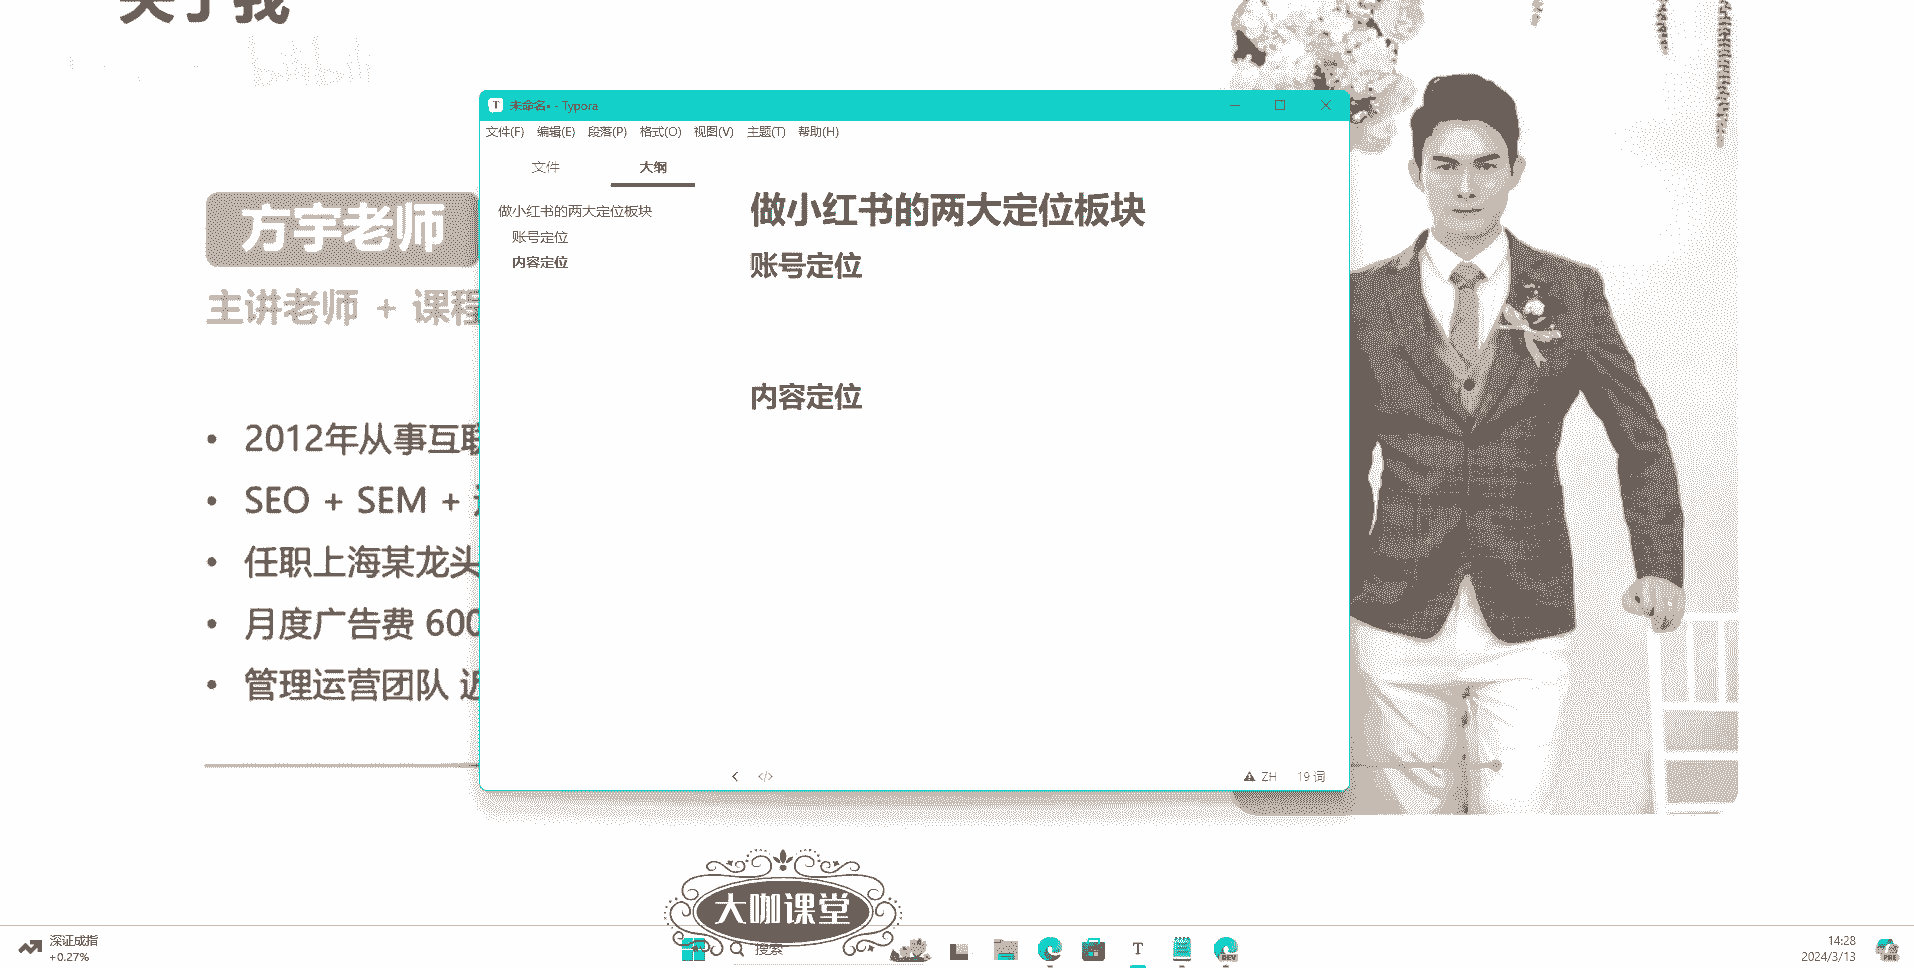 关于我
bilibili
未命名• - Typora
文件(F) 编辑(E) 段落(P) 格式(O) 视图(V) 主题(T) 帮助(H)
文件 大纲
做小红书的两大定位板块
账号定位
内容定位
做小红书的两大定位板块
账号定位
内容定位
ZH 19 词
方宇老师
主讲老师 + 课程
• 2012年从事互联
• SEO + SEM +
• 任职上海某龙头
• 月度广告费 600
• 管理运营团队 近
大咖课堂
深证成指
+0.27%
搜索
T
DEV
14:28
2024/3/13
PRE